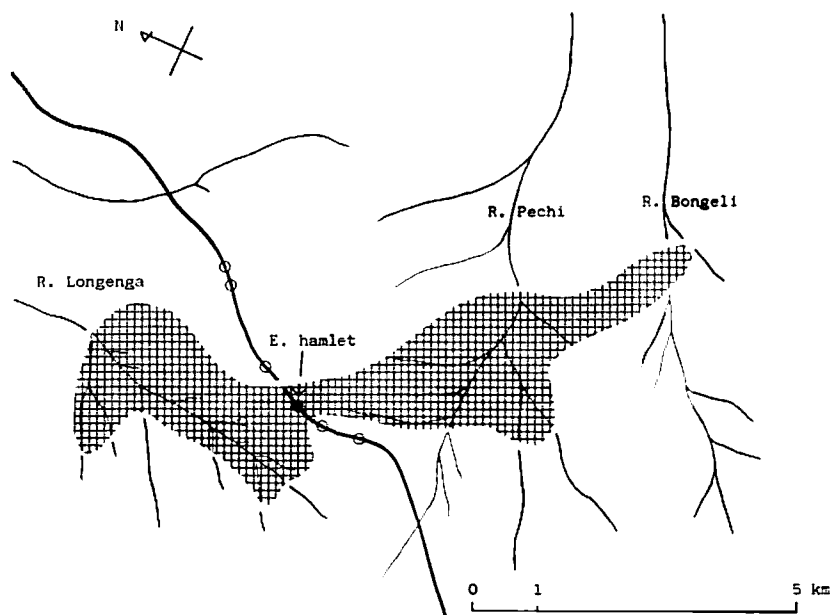 N
R. Pechi
R. Bongeli
R. Longenga
E. hamlet
0 1 5 km